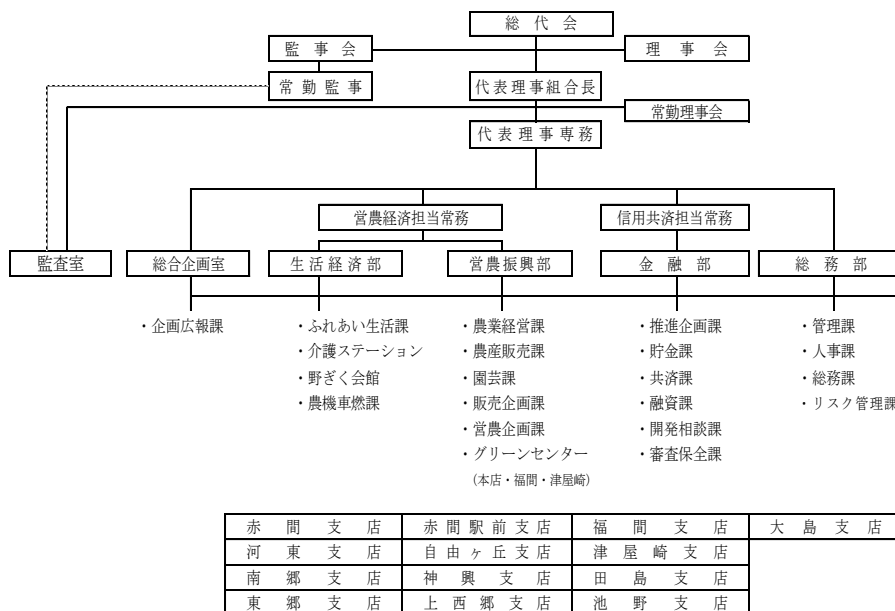 総代会
監事会
理事会
常勤監事
代表理事組合長
常勤理事会
代表理事専務
営農経済担当常務
信用共済担当常務
監査室
総合企画室
生活経済部
営農振興部
金融部
総務部
・企画広報課
・ふれあい生活課
・介護ステーション
・野ぎく会館
・農機車燃課
・農業経営課
・農産販売課
・園芸課
・販売企画課
・営農企画課
・グリーンセンター
(本店・福間・津屋崎)
・推進企画課
・貯金課
・共済課
・融資課
・開発相談課
・審査保全課
・管理課
・人事課
・総務課
・リスク管理課
赤間支店 赤間駅前支店 福間支店 大島支店
河東支店 自由ヶ丘支店 津屋崎支店
南郷支店 神興支店 田島支店
東郷支店 上西郷支店 池野支店